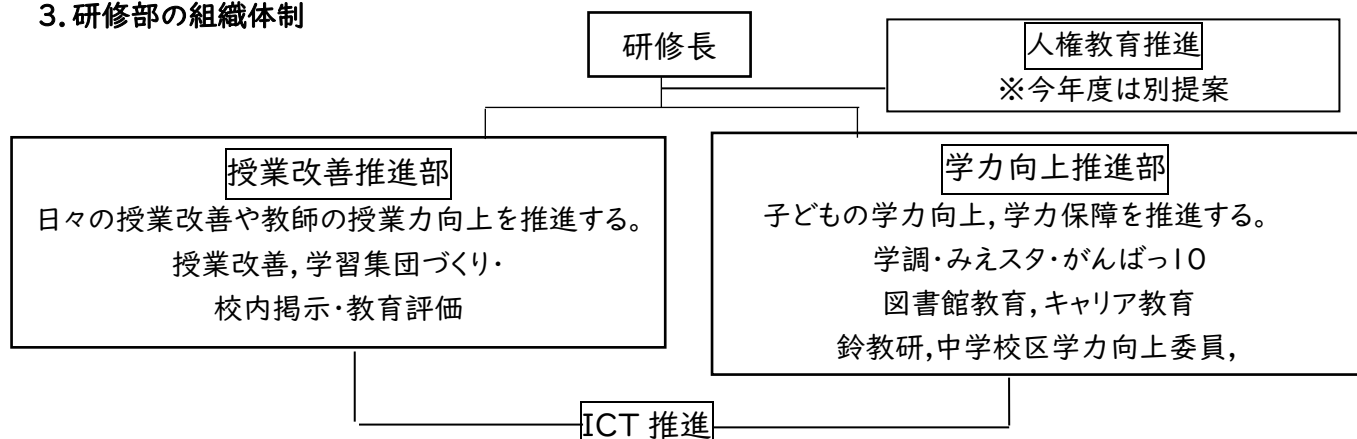 3.研修部の組織体制
研修長
人権教育推進
※今年度は別提案
授業改善推進部
日々の授業改善や教師の授業力向上を推進する。
授業改善,学習集団づくり・
校内掲示・教育評価
学力向上推進部
子どもの学力向上,学力保障を推進する。
学調・みえスタ・がんばっ10
図書館教育,キャリア教育
鈴教研,中学校区学力向上委員,
ICT 推進